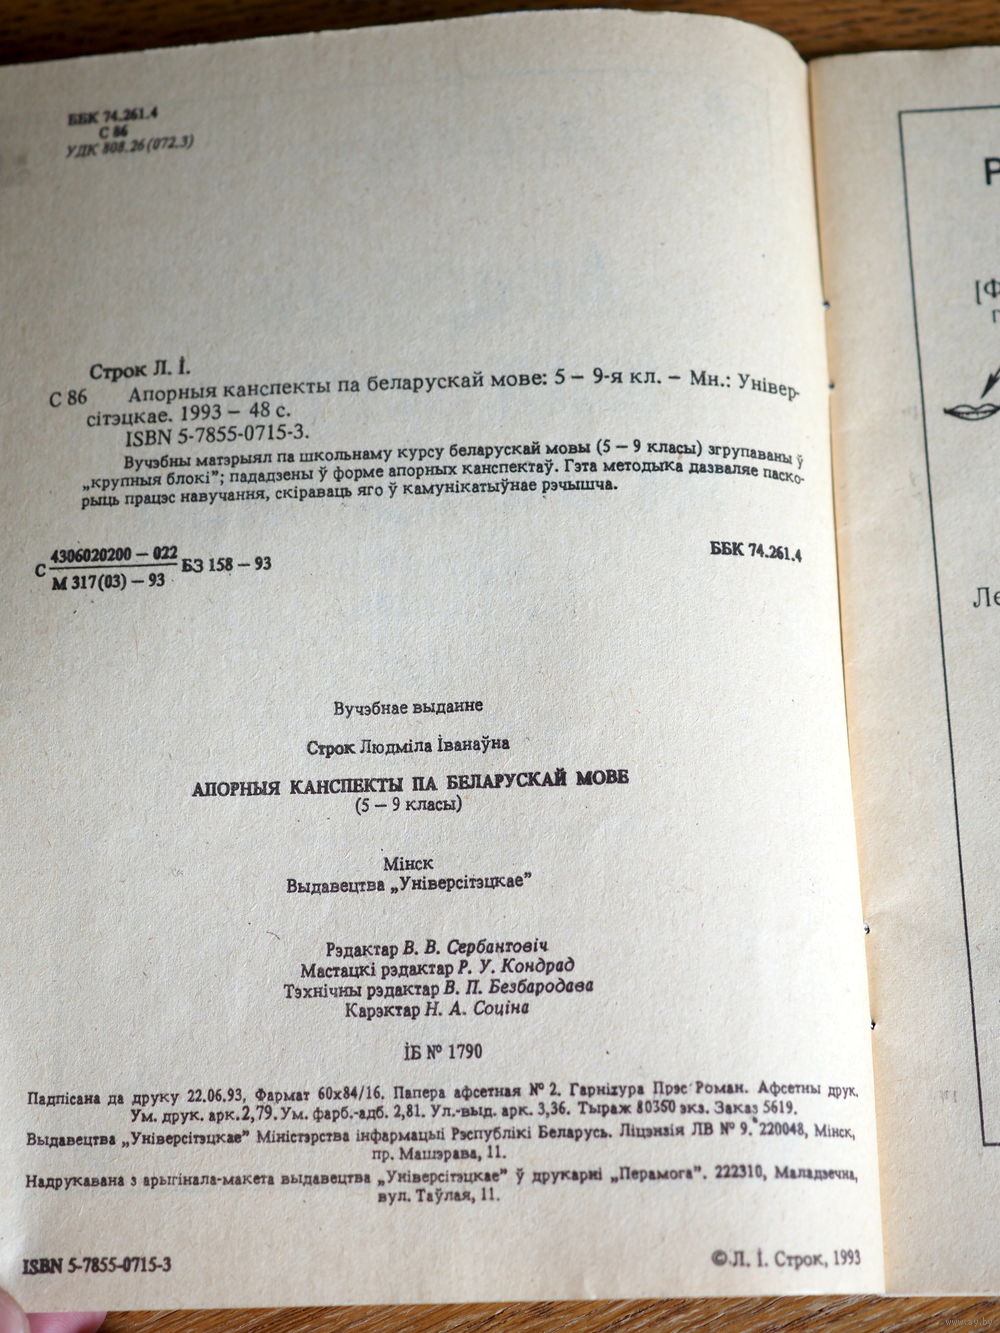 ББК 74.261.4
С 86
УДК 808.26(072.3)
Строк Л. І.
С 86 Апорныя канспекты па беларускай мове: 5 – 9-я кл. – Мн.: Універ-
сітэцкае. 1993 – 48 с.
ISBN 5-7855-0715-3.
Вучэбны матэрыял па школьнаму курсу беларускай мовы (5 – 9 класы) згрупаваны ў
„крупныя блокі”; пададзены ў форме апорных канспектаў. Гэта методыка дазваляе паско-
рыць працэс навучання, скіраваць яго ў камунікатыўнае рэчышча.
С 4306020200 – 022
М 317(03) – 93 БЗ 158 – 93
ББК 74.261.4
Вучэбнае выданне
Строк Людміла Іванаўна
АПОРНЫЯ КАНСПЕКТЫ ПА БЕЛАРУСКАЙ МОВЕ
(5 – 9 класы)
Мінск
Выдавецтва „Універсітэцкае”
Рэдактар В. В. Сербантовіч
Мастацкі рэдактар Р. У. Кондрад
Тэхнічны рэдактар В. П. Безбародава
Карэктар Н. А. Соціна
ІБ № 1790
Падпісана да друку 22.06.93, Фармат 60х84/16. Папера афсетная № 2. Гарнітура Прэс Роман. Афсетны друк.
Ум. друк. арк.2,79. Ум. фарб.-адб. 2,81. Ул.-выд. арк. 3,36. Тыраж 80350 экз. Заказ 5619.
Выдавецтва „Універсітэцкае” Міністэрства інфармацыі Рэспублікі Беларусь. Ліцэнзія ЛВ № 9. 220048, Мінск,
пр. Машэрава, 11.
Надрукавана з арыгінала-макета выдавецтва „Універсітэцкае” ў друкарні „Перамога”. 222310, Маладзечна,
вул. Таўлая, 11.
ISBN 5-7855-0715-3
© Л. І. Строк, 1993
[Ф
Ле
www.ay.by